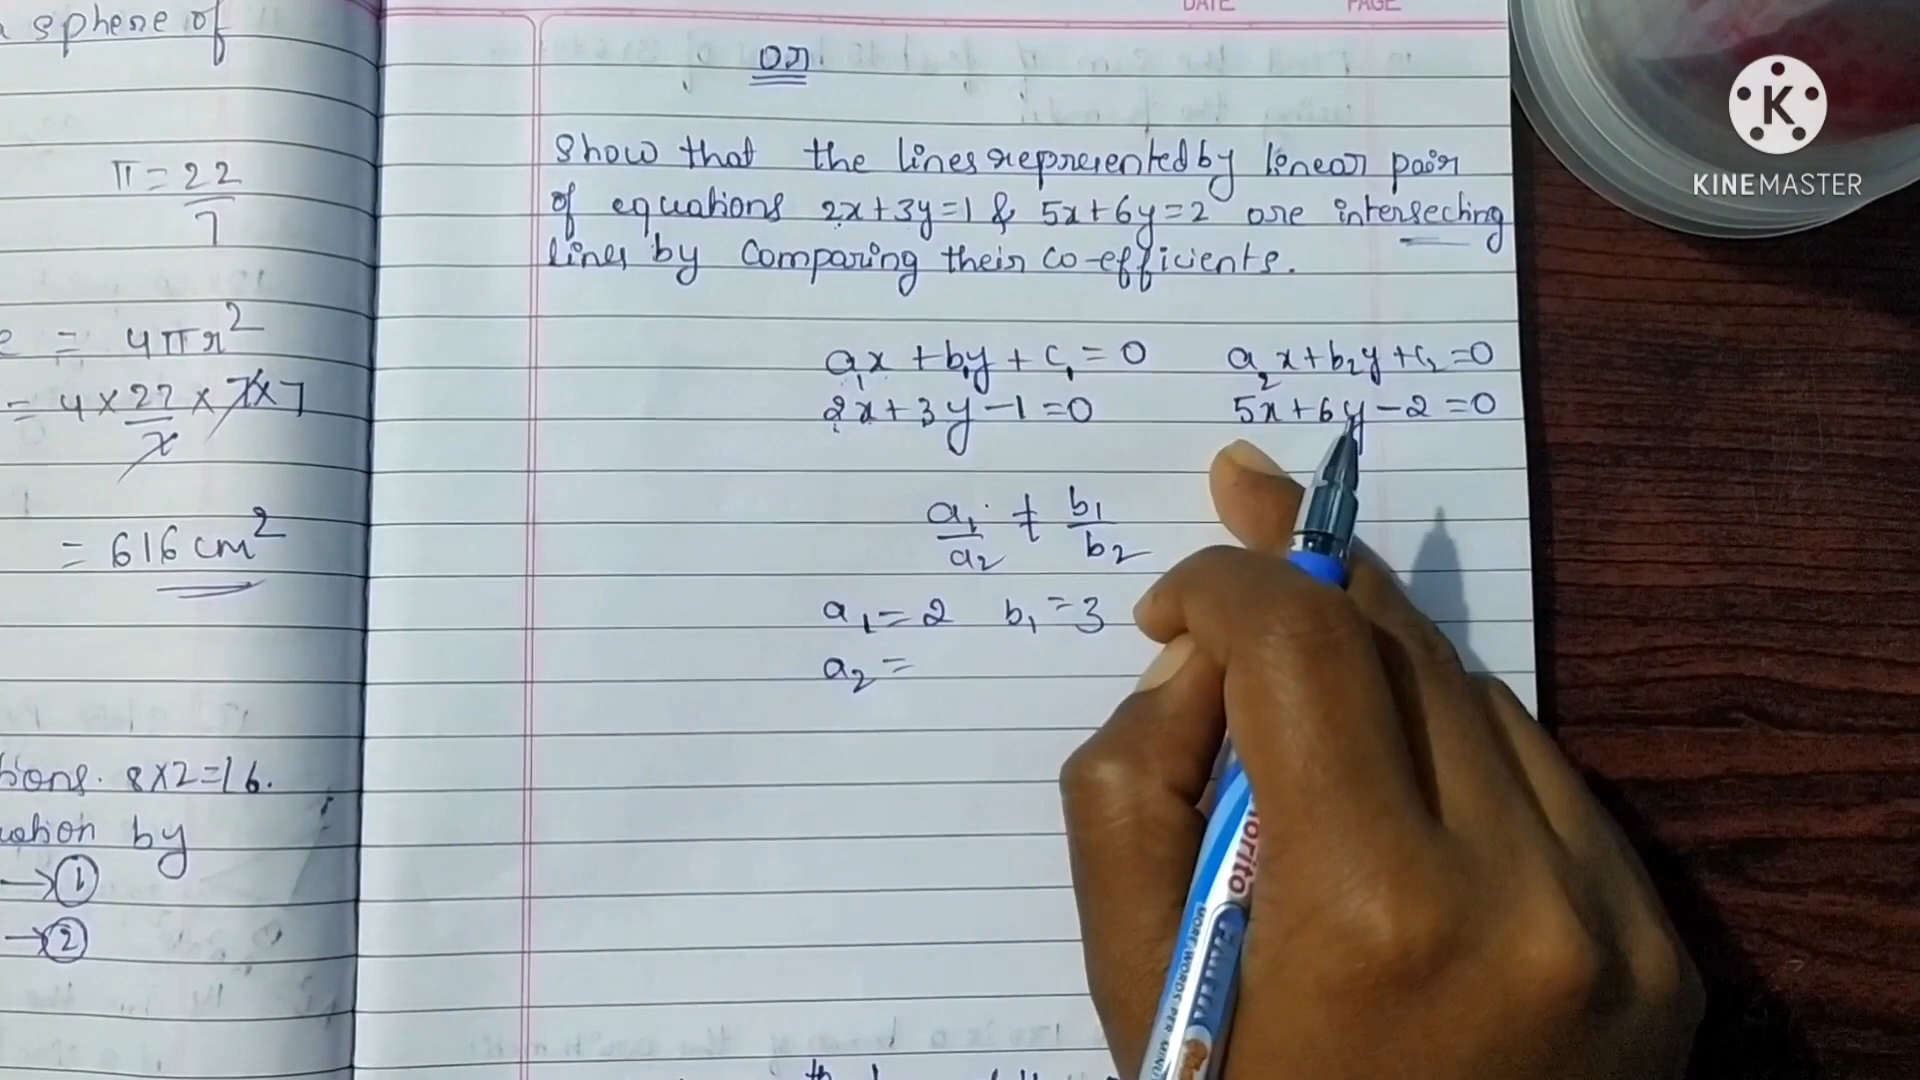 sphere of
π = 22
7
= 4πr²
= 4 × 22 × 7 × 7
7
= 616 cm²
8×2=16.
by
→ ①
→ ②
DATE PAGE
or
Show that the lines represented by linear pair
of equations 2x+3y=1 & 5x+6y=2 are intersecting
lines by comparing their co-efficients.
a₁x + b₁y + c₁ = 0 a₂x + b₂y + c₂ = 0
2x + 3y - 1 = 0 5x + 6y - 2 = 0
a₁ ≠ b₁
a₂ b₂
a₁ = 2 b₁ = 3
a₂ =
KINEMASTER